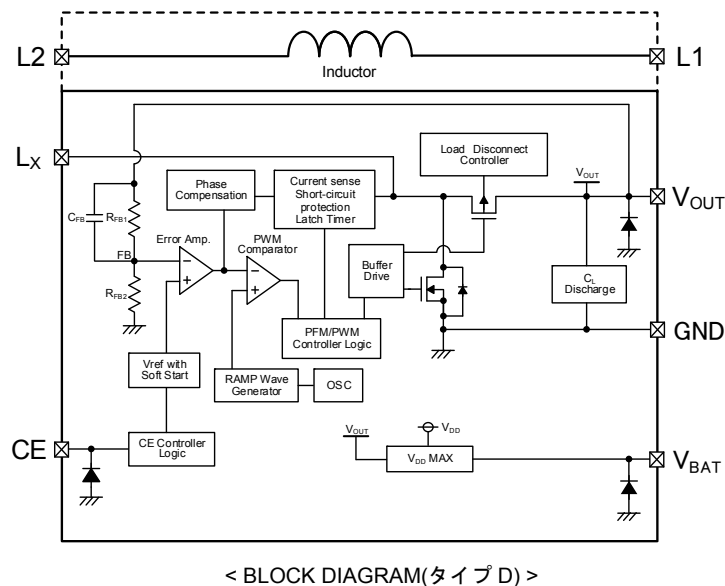 L2
L1
Inductor
LX
Load Disconnect
Controller
VOUT
VOUT
Phase
Compensation
Current sense
Short-circuit
protection
Latch Timer
CFB
RFB1
Error Amp.
PWM
Comparator
FB
Buffer
Drive
CL
Discharge
RFB2
PFM/PWM
Controller Logic
GND
Vref with
Soft Start
RAMP Wave
Generator
OSC
CE
CE Controller
Logic
VOUT
VDD
VDD MAX
VBAT
< BLOCK DIAGRAM(タイプ D) >